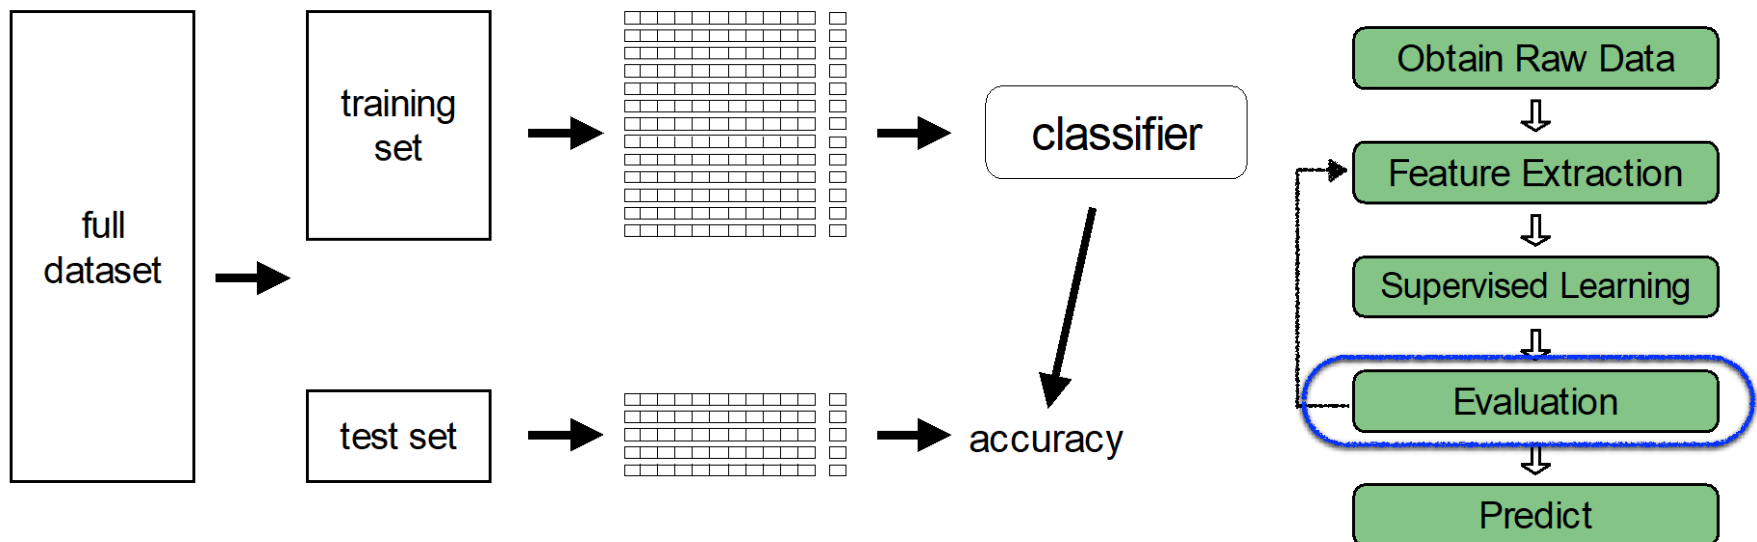 full
dataset
training
set
test set
classifier
accuracy
Obtain Raw Data
Feature Extraction
Supervised Learning
Evaluation
Predict